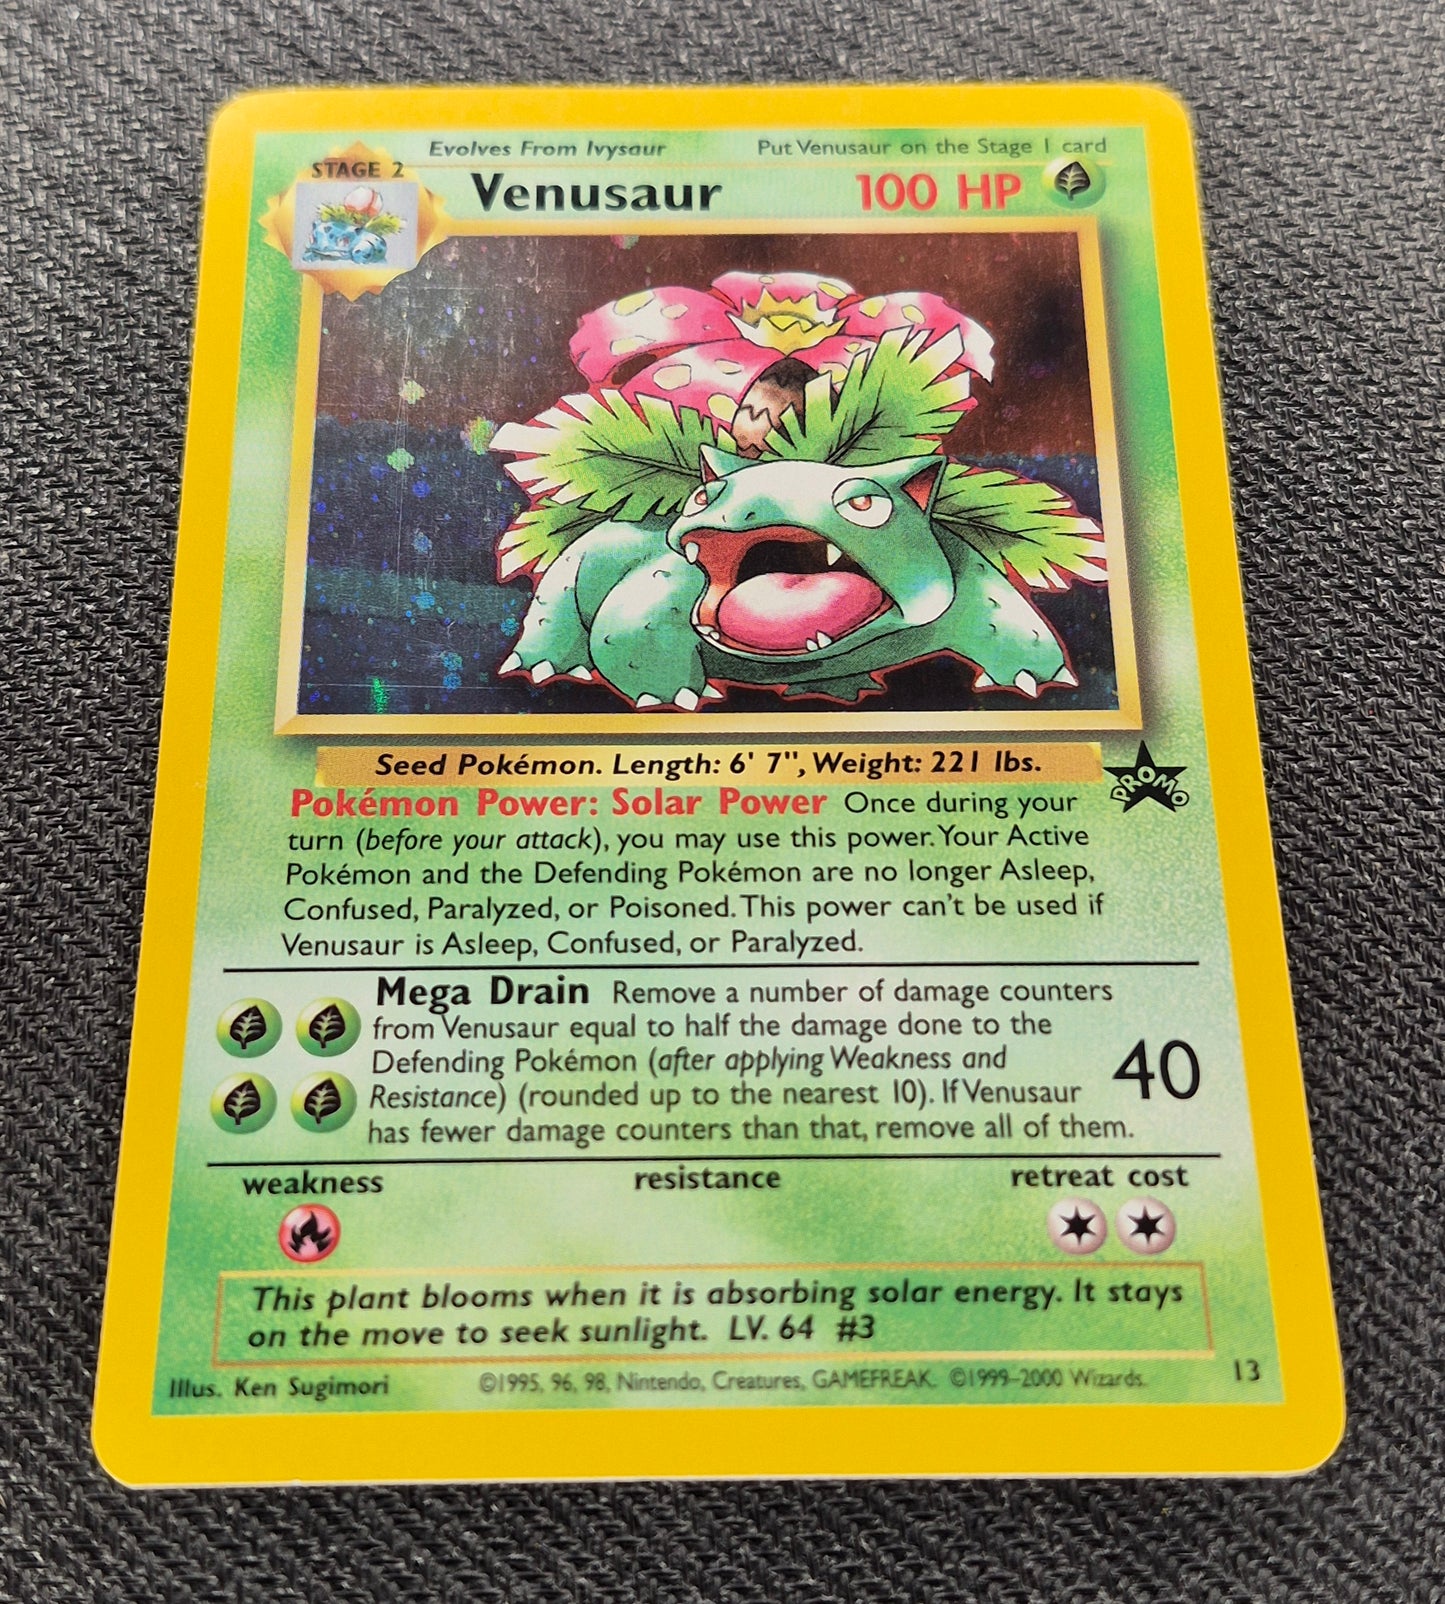 Evolves From Ivysaur Put Venusaur on the Stage 1 card
STAGE 2
Venusaur 100 HP
Seed Pokémon. Length: 6' 7", Weight: 221 lbs.
PROMO
Pokémon Power: Solar Power Once during your
turn (before your attack), you may use this power. Your Active
Pokémon and the Defending Pokémon are no longer Asleep,
Confused, Paralyzed, or Poisoned. This power can't be used if
Venusaur is Asleep, Confused, or Paralyzed.
Mega Drain Remove a number of damage counters
from Venusaur equal to half the damage done to the
Defending Pokémon (after applying Weakness and
Resistance) (rounded up to the nearest 10). If Venusaur
has fewer damage counters than that, remove all of them.
40
weakness resistance retreat cost
This plant blooms when it is absorbing solar energy. It stays
on the move to seek sunlight. LV. 64 #3
Illus. Ken Sugimori ©1995, 96, 98, Nintendo, Creatures, GAMEFREAK. ©1999–2000 Wizards. 13